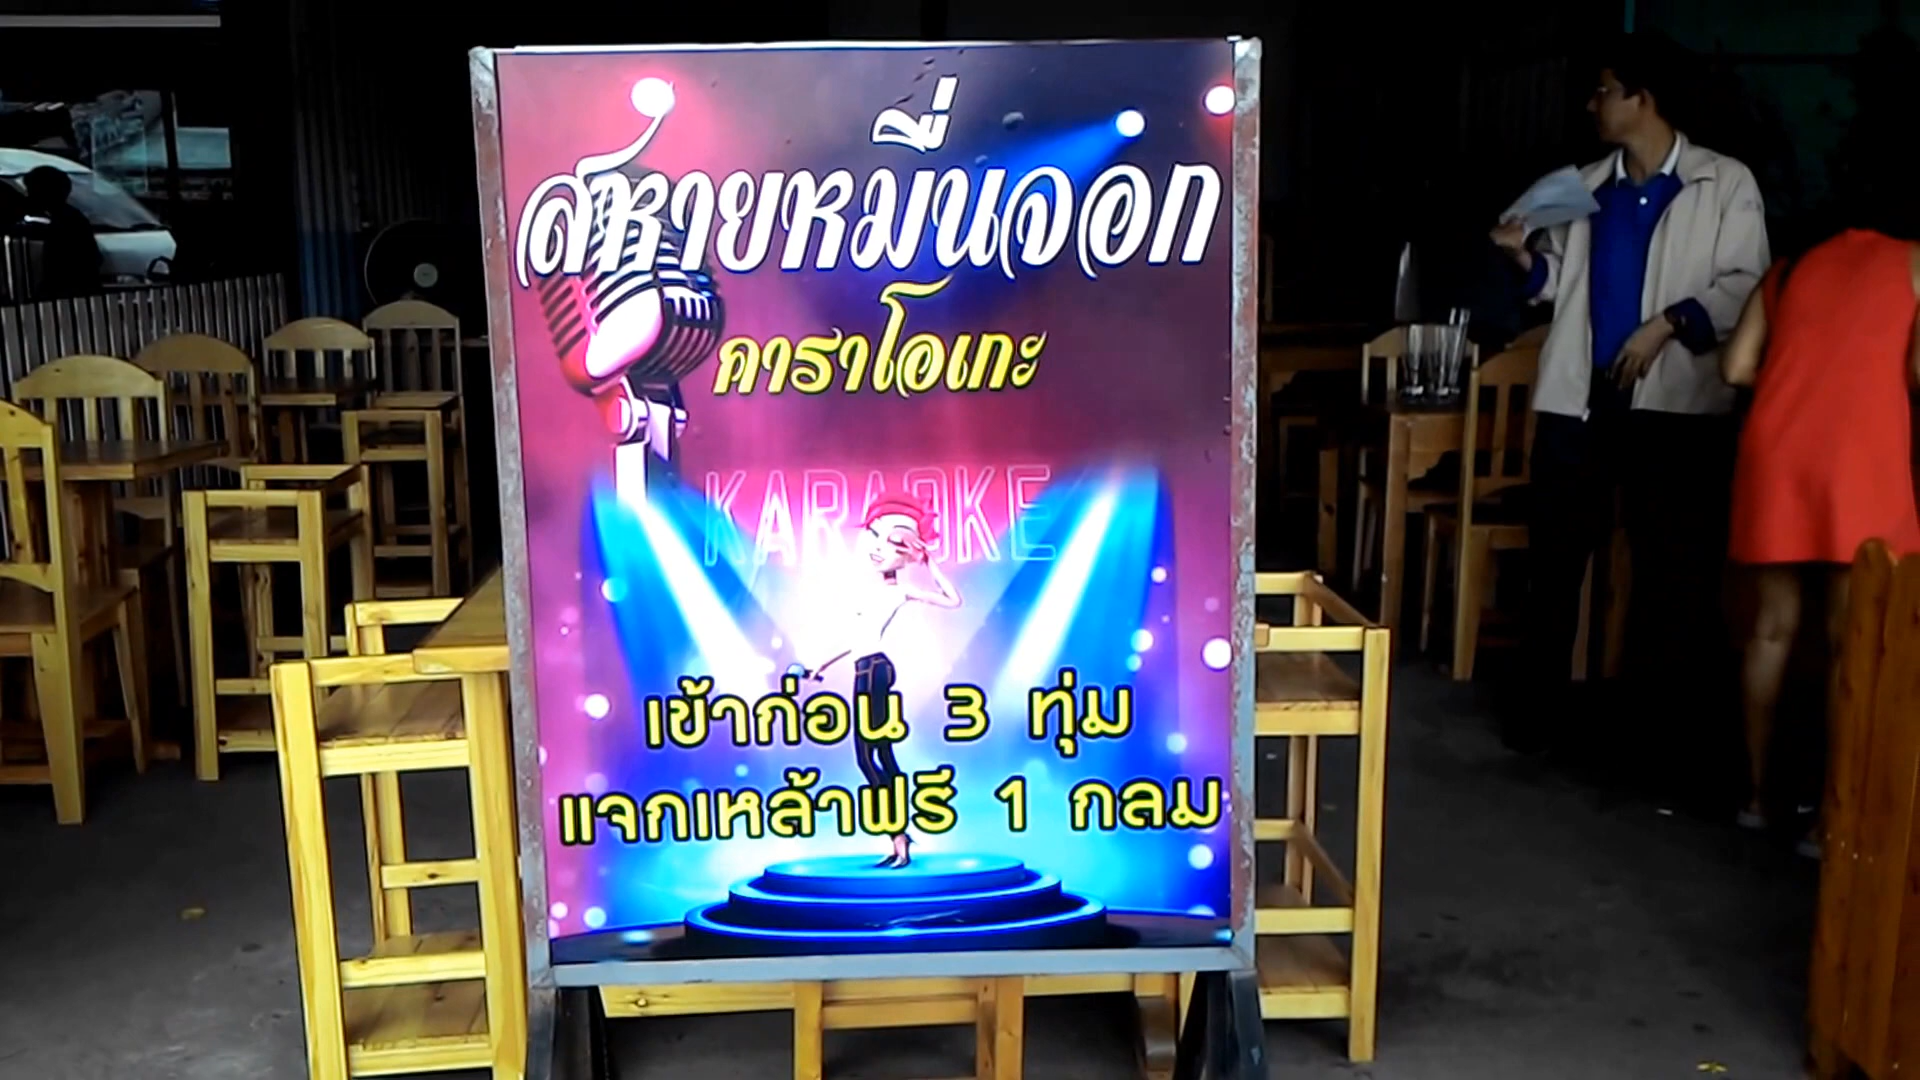 สหายหมื่นจอก
คาราโอเกะ
KARAOKE
เข้าก่อน 3 ทุ่ม
แจกเหล้าฟรี 1 กลม